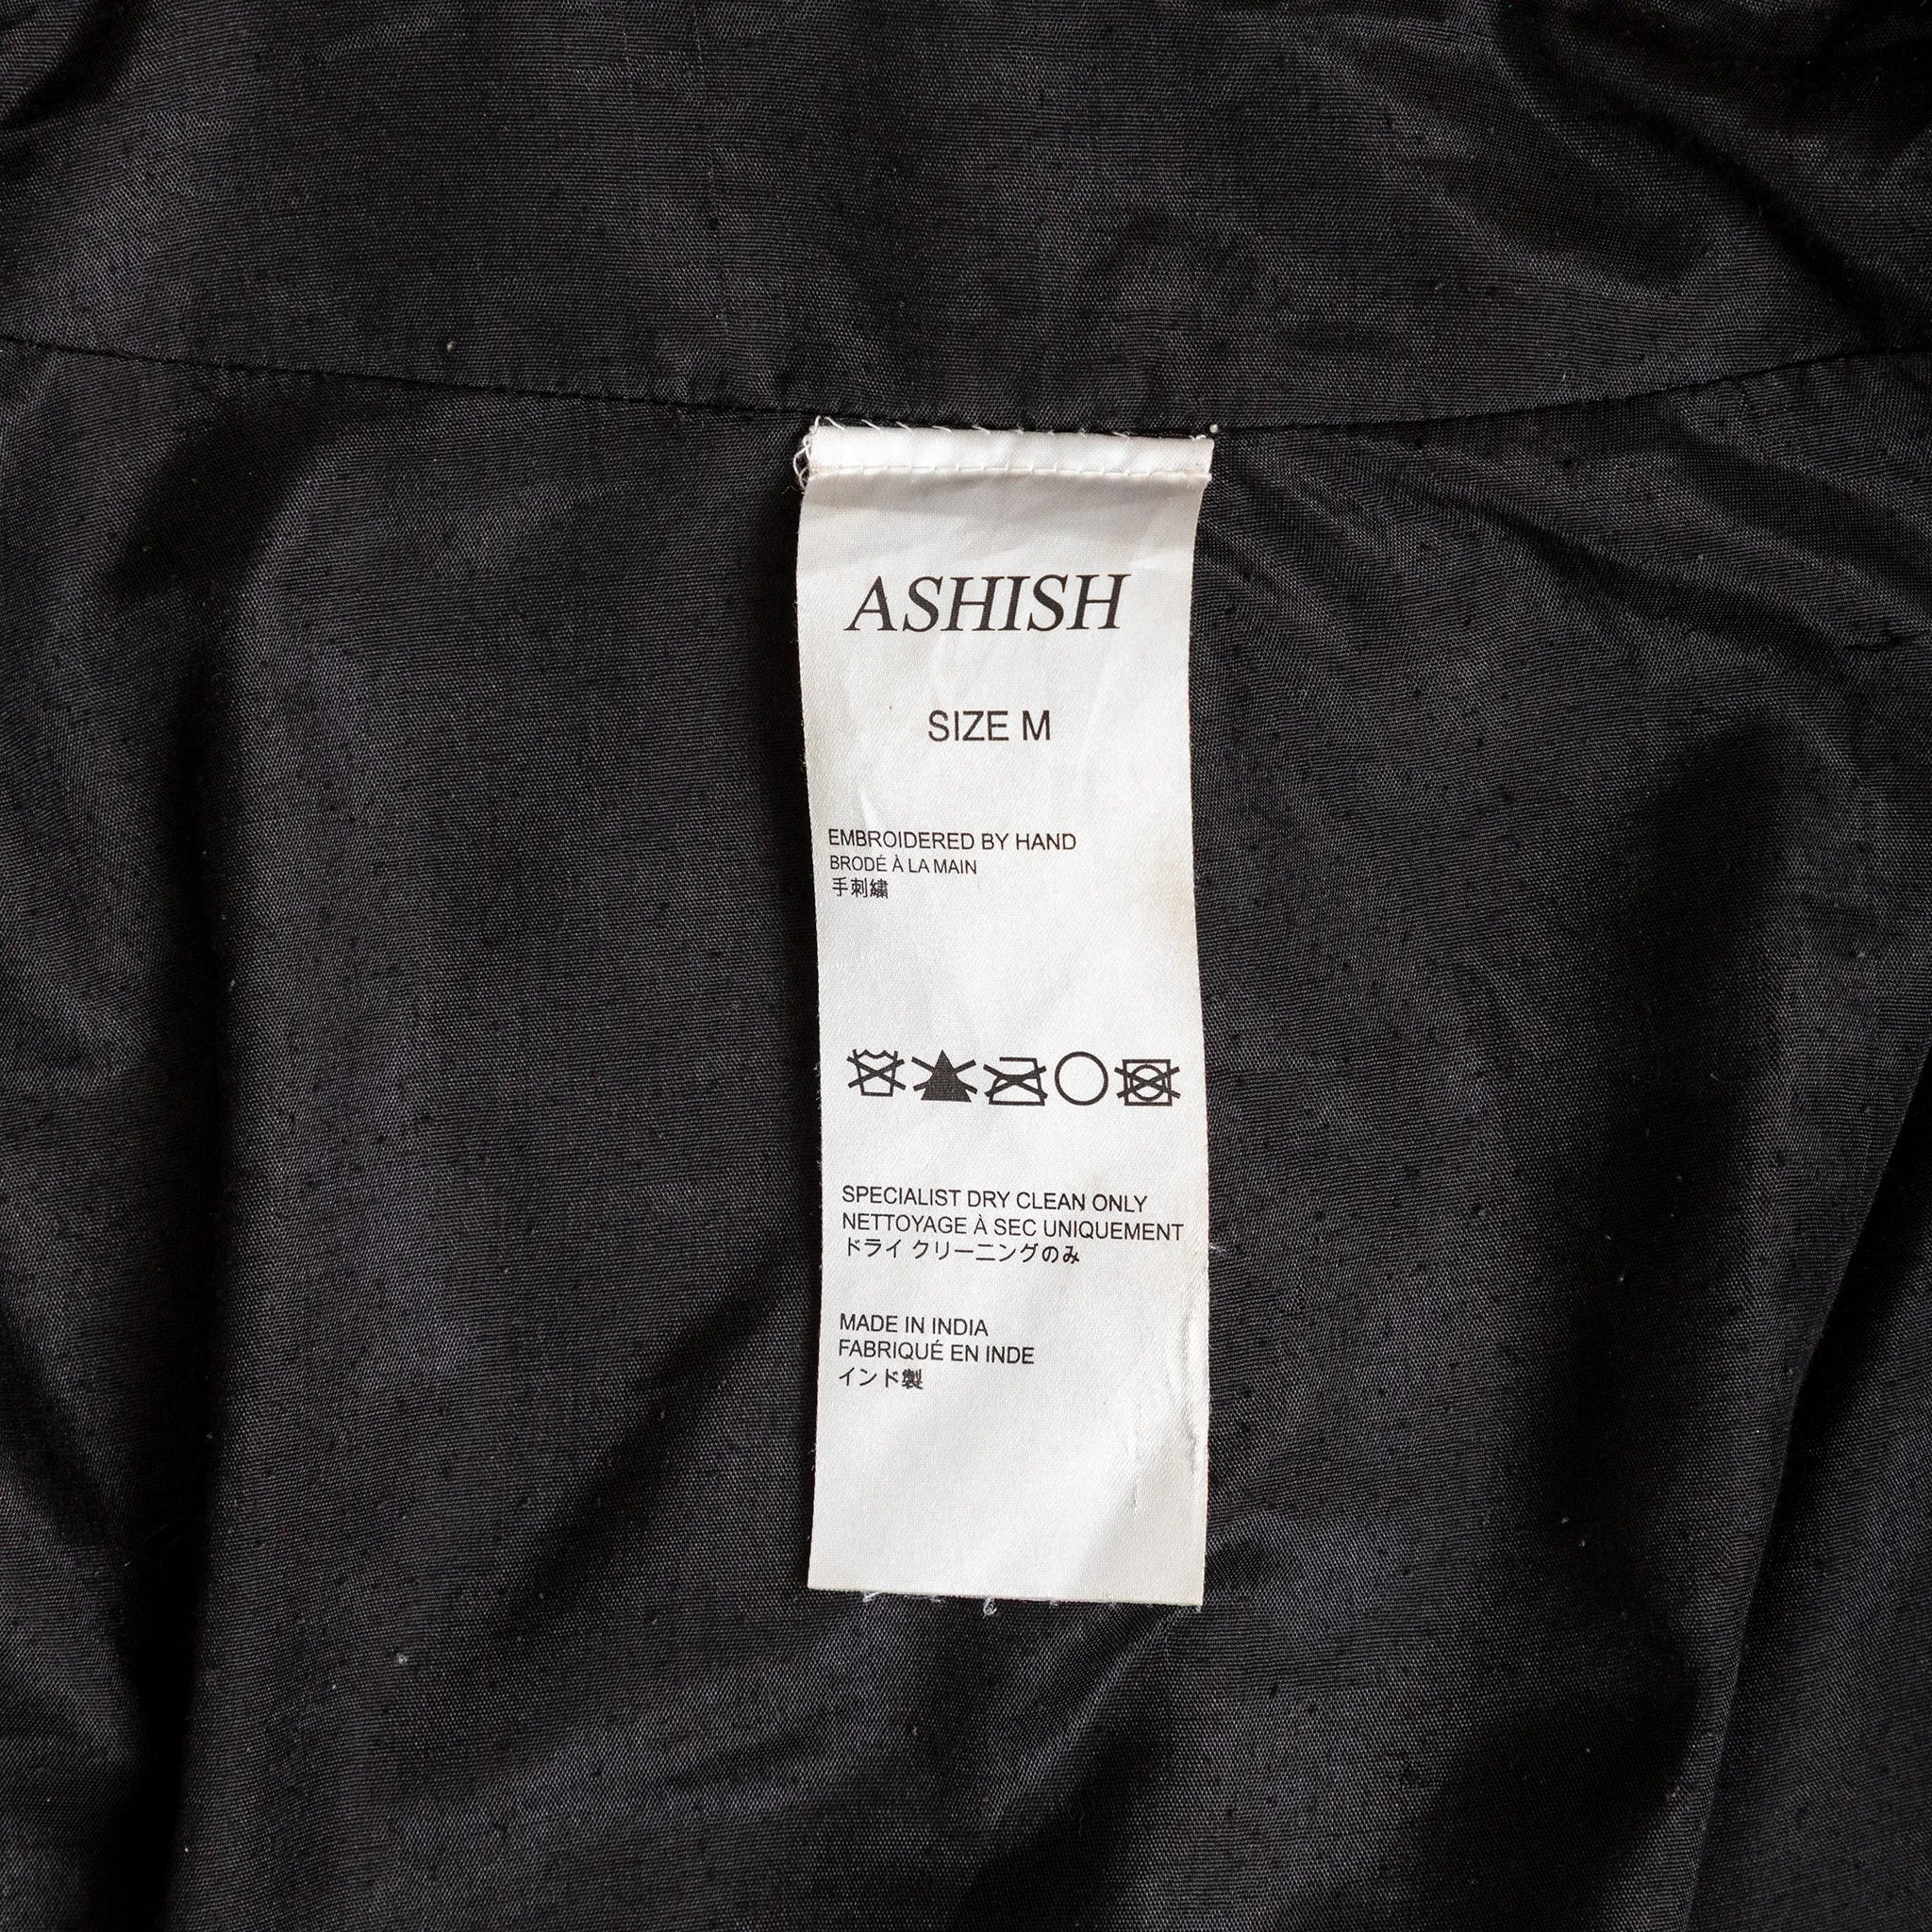 ASHISH
SIZE M
EMBROIDERED BY HAND
BRODÉ À LA MAIN
手刺繍
SPECIALIST DRY CLEAN ONLY
NETTOYAGE À SEC UNIQUEMENT
ドライ クリーニングのみ
MADE IN INDIA
FABRIQUÉ EN INDE
インド製